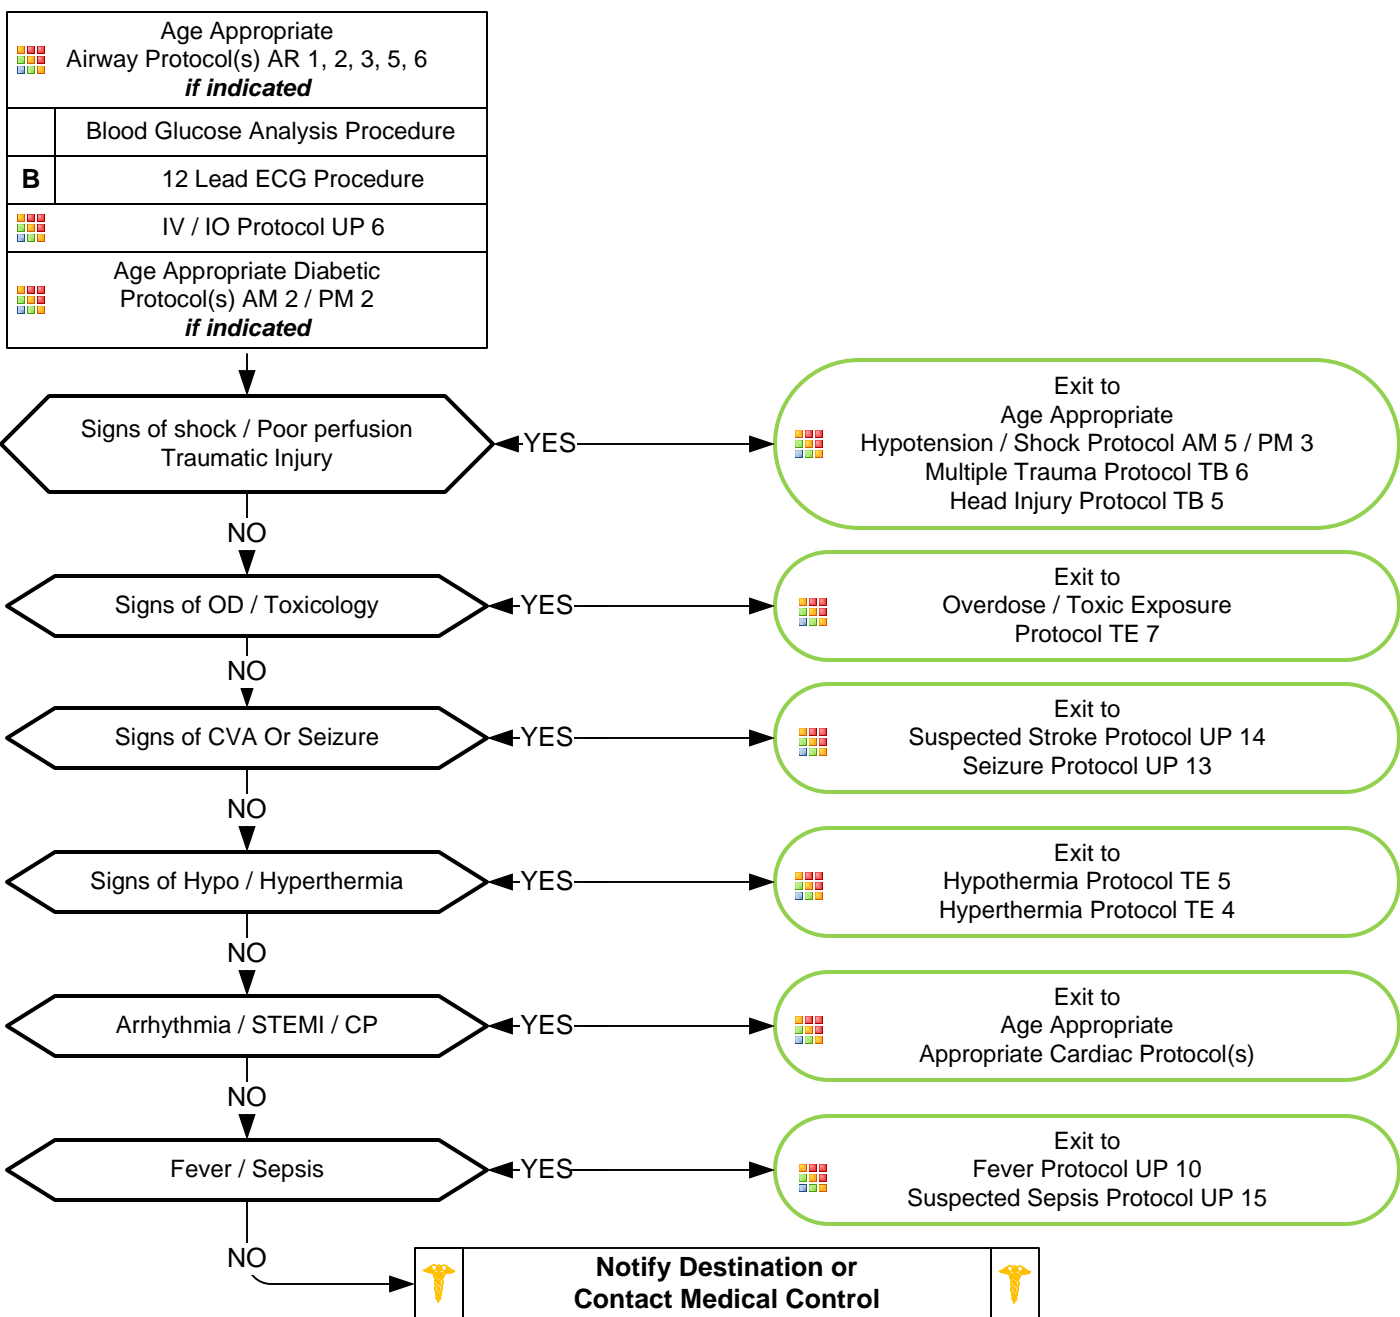 Age Appropriate
Airway Protocol(s) AR 1, 2, 3, 5, 6
if indicated
Blood Glucose Analysis Procedure
B
12 Lead ECG Procedure
IV / IO Protocol UP 6
Age Appropriate Diabetic
Protocol(s) AM 2 / PM 2
if indicated
Signs of shock / Poor perfusion
Traumatic Injury
YES
Exit to
Age Appropriate
Hypotension / Shock Protocol AM 5 / PM 3
Multiple Trauma Protocol TB 6
Head Injury Protocol TB 5
NO
Signs of OD / Toxicology
YES
Exit to
Overdose / Toxic Exposure
Protocol TE 7
NO
Signs of CVA Or Seizure
YES
Exit to
Suspected Stroke Protocol UP 14
Seizure Protocol UP 13
NO
Signs of Hypo / Hyperthermia
YES
Exit to
Hypothermia Protocol TE 5
Hyperthermia Protocol TE 4
NO
Arrhythmia / STEMI / CP
YES
Exit to
Age Appropriate
Appropriate Cardiac Protocol(s)
NO
Fever / Sepsis
YES
Exit to
Fever Protocol UP 10
Suspected Sepsis Protocol UP 15
NO
Notify Destination or
Contact Medical Control